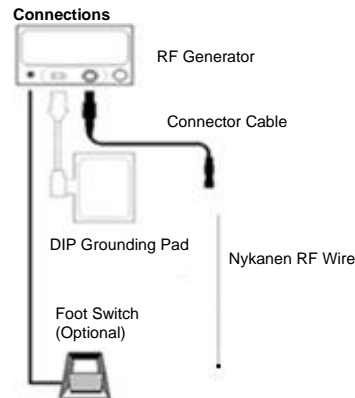 Connections
RF Generator
Connector Cable
DIP Grounding Pad
Nykanen RF Wire
Foot Switch
(Optional)